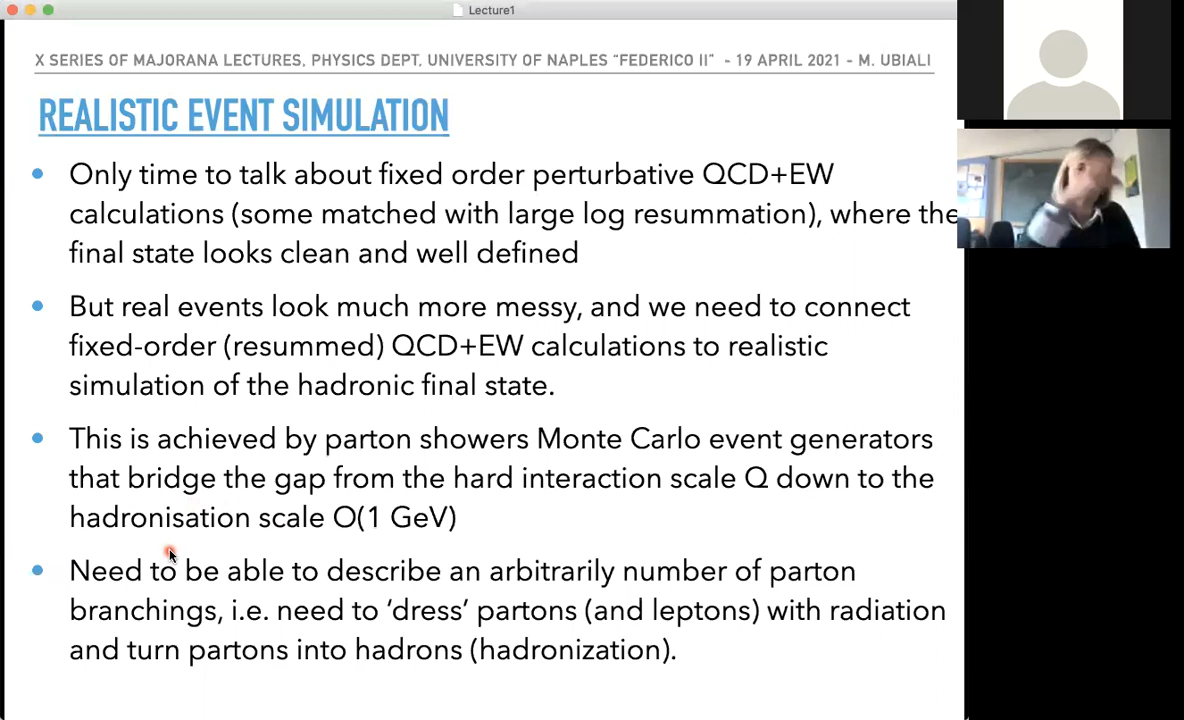 Lecture1
X SERIES OF MAJORANA LECTURES, PHYSICS DEPT, UNIVERSITY OF NAPLES "FEDERICO II" - 19 APRIL 2021 - M. UBIALI
REALISTIC EVENT SIMULATION
• Only time to talk about fixed order perturbative QCD+EW
calculations (some matched with large log resummation), where the
final state looks clean and well defined
• But real events look much more messy, and we need to connect
fixed-order (resummed) QCD+EW calculations to realistic
simulation of the hadronic final state.
• This is achieved by parton showers Monte Carlo event generators
that bridge the gap from the hard interaction scale Q down to the
hadronisation scale O(1 GeV)
• Need to be able to describe an arbitrarily number of parton
branchings, i.e. need to ‘dress’ partons (and leptons) with radiation
and turn partons into hadrons (hadronization).